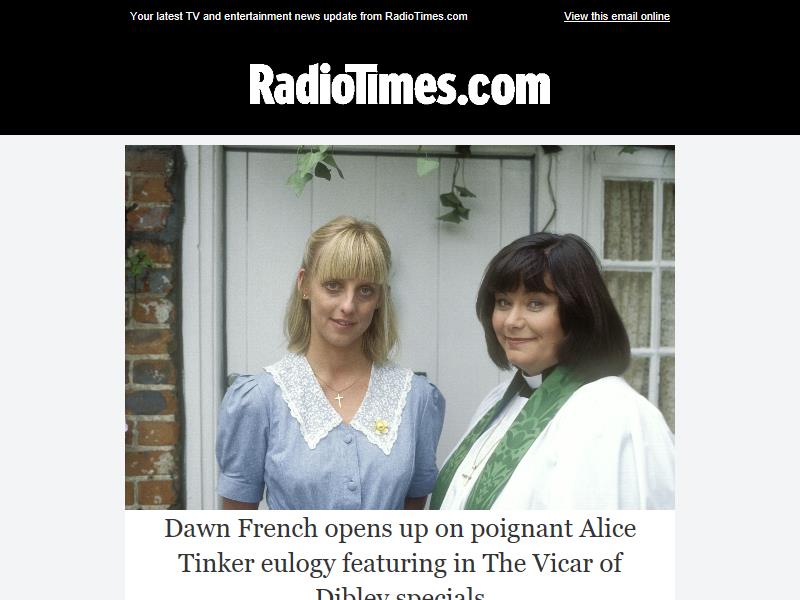 Your latest TV and entertainment news update from RadioTimes.com
View this email online
RadioTimes.com
Dawn French opens up on poignant Alice
Tinker eulogy featuring in The Vicar of
Dibley specials